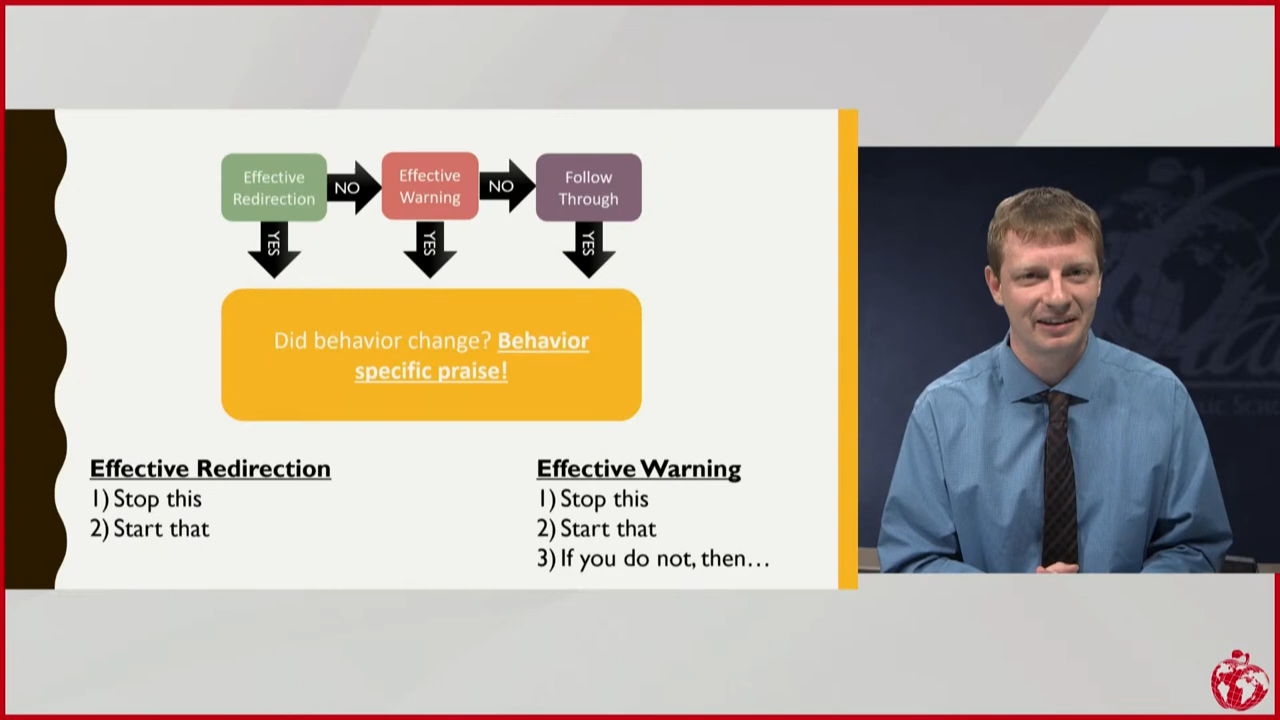 Effective
Redirection
NO
Effective
Warning
NO
Follow
Through
YES
YES
YES
Did behavior change? Behavior
specific praise!
Effective Redirection
1) Stop this
2) Start that
Effective Warning
1) Stop this
2) Start that
3) If you do not, then…